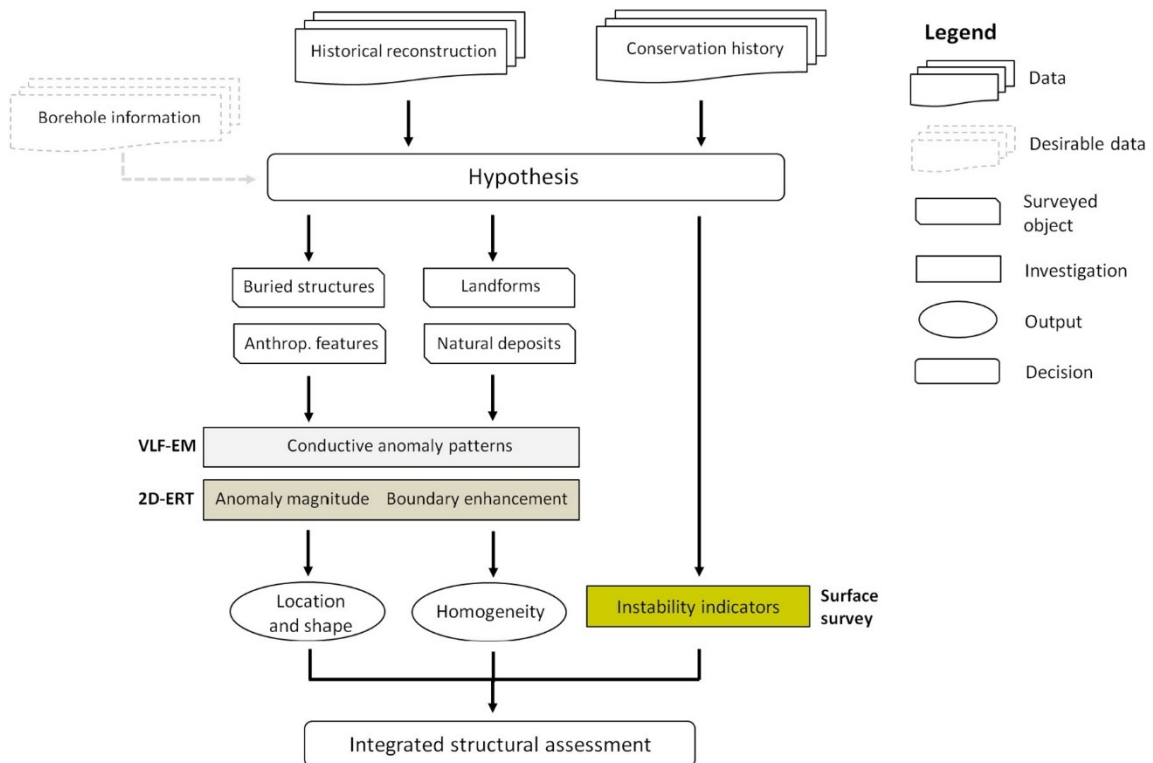 Historical reconstruction
Conservation history
Borehole information
Hypothesis
Buried structures
Landforms
Anthrop. features
Natural deposits
VLF-EM
Conductive anomaly patterns
2D-ERT
Anomaly magnitude
Boundary enhancement
Location
and shape
Homogeneity
Instability indicators
Surface
survey
Integrated structural assessment
Legend
Data
Desirable data
Surveyed
object
Investigation
Output
Decision